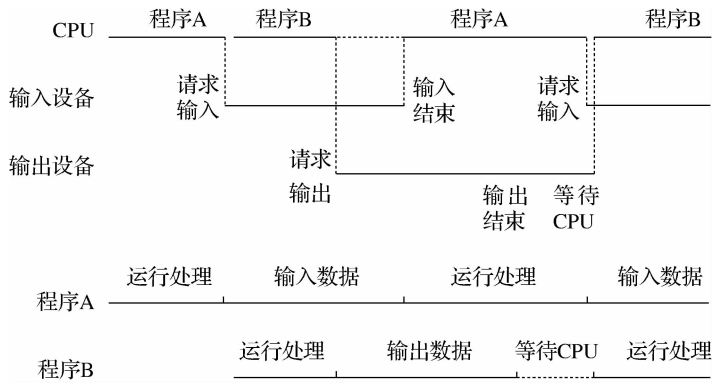 程序A 程序B 程序A 程序B
CPU
请求 输入 请求
输入设备 输入 结束 输入
请求
输出设备
输出 输出 等待
结束 CPU
运行处理 输入数据 运行处理 输入数据
程序A
运行处理 输出数据 等待CPU 运行处理
程序B